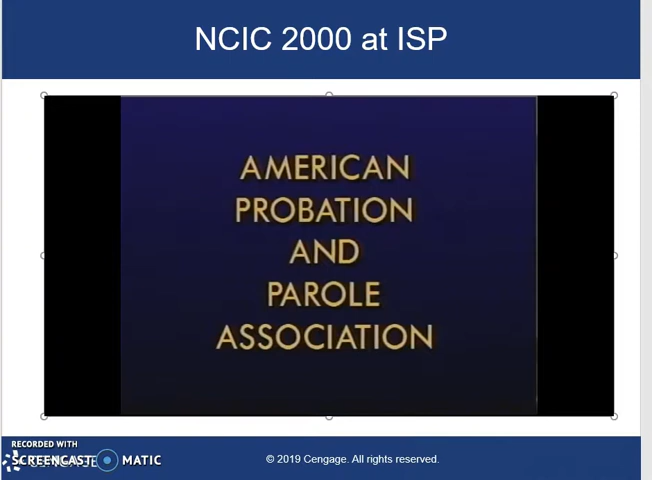 NCIC 2000 at ISP
AMERICAN
PROBATION
AND
PAROLE
ASSOCIATION
RECORDED WITH
SCREENCAST MATIC
© 2019 Cengage. All rights reserved.